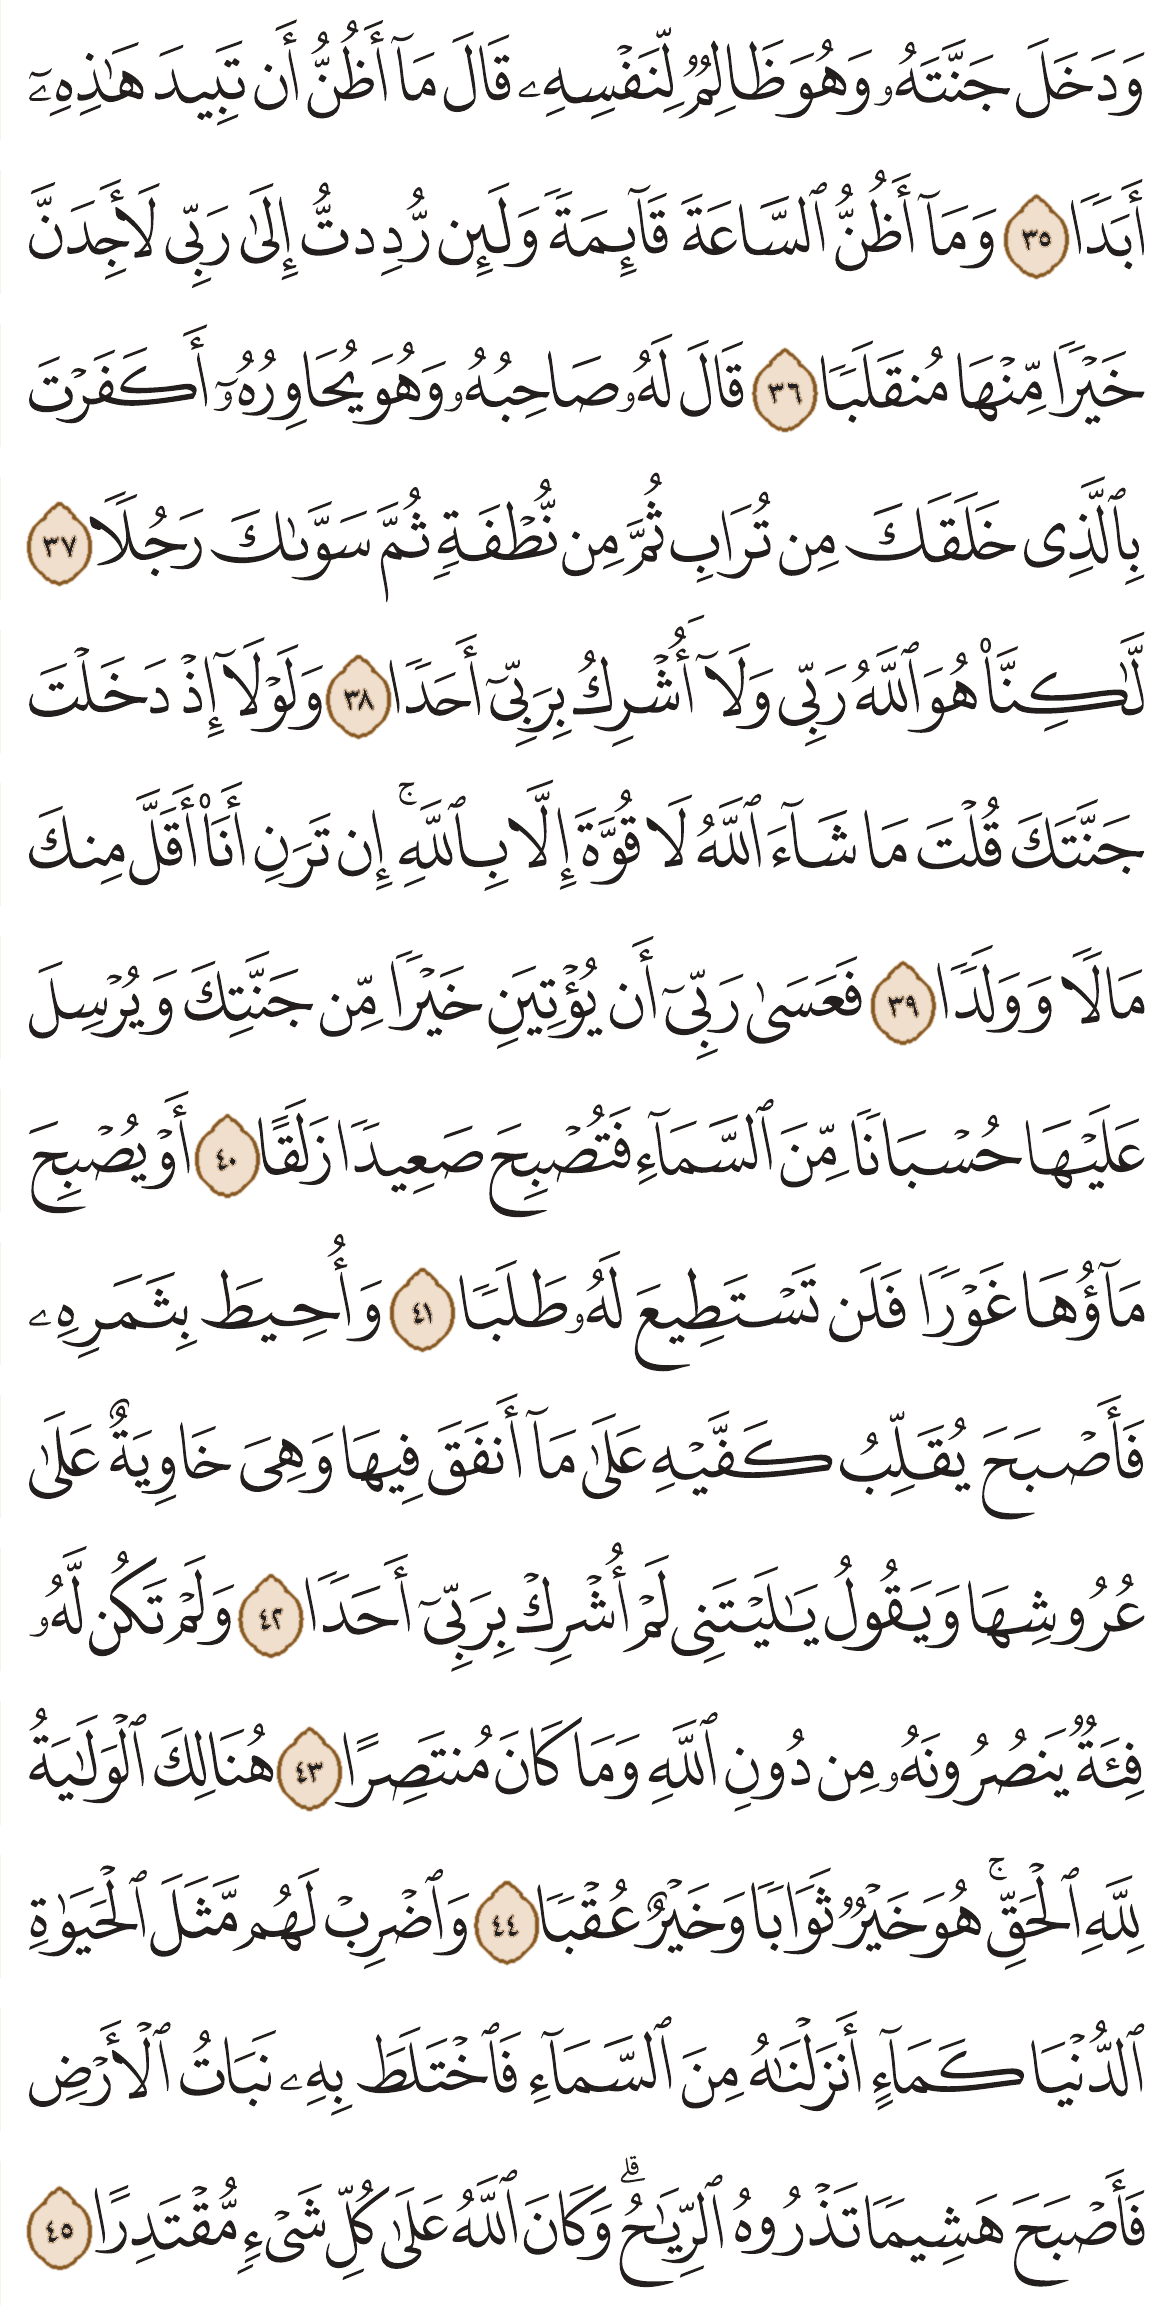 وَدَخَلَ جَنَّتَهُۥ وَهُوَ ظَالِمٌ لِّنَفْسِهِۦ قَالَ مَآ أَظُنُّ أَن تَبِيدَ هَٰذِهِۦٓ
أَبَدًا ٣٥ وَمَآ أَظُنُّ ٱلسَّاعَةَ قَآئِمَةً وَلَئِن رُّدِدتُّ إِلَىٰ رَبِّى لَأَجِدَنَّ
خَيْرًا مِّنْهَا مُنقَلَبًا ٣٦ قَالَ لَهُۥ صَاحِبُهُۥ وَهُوَ يُحَاوِرُهُۥٓ أَكَفَرْتَ
بِٱلَّذِى خَلَقَكَ مِن تُرَابٍ ثُمَّ مِن نُّطْفَةٍ ثُمَّ سَوَّىٰكَ رَجُلًا ٣٧
لَّٰكِنَّا۠ هُوَ ٱللَّهُ رَبِّى وَلَآ أُشْرِكُ بِرَبِّىٓ أَحَدًا ٣٨ وَلَوْلَآ إِذْ دَخَلْتَ
جَنَّتَكَ قُلْتَ مَا شَآءَ ٱللَّهُ لَا قُوَّةَ إِلَّا بِٱللَّهِ ۚ إِن تَرَنِ أَنَا۠ أَقَلَّ مِنكَ
مَالًا وَوَلَدًا ٣٩ فَعَسَىٰ رَبِّىٓ أَن يُؤْتِيَنِ خَيْرًا مِّن جَنَّتِكَ وَيُرْسِلَ
عَلَيْهَا حُسْبَانًا مِّنَ ٱلسَّمَآءِ فَتُصْبِحَ صَعِيدًا زَلَقًا ٤٠ أَوْ يُصْبِحَ
مَآؤُهَا غَوْرًا فَلَن تَسْتَطِيعَ لَهُۥ طَلَبًا ٤١ وَأُحِيطَ بِثَمَرِهِۦ
فَأَصْبَحَ يُقَلِّبُ كَفَّيْهِ عَلَىٰ مَآ أَنفَقَ فِيهَا وَهِىَ خَاوِيَةٌ عَلَىٰ
عُرُوشِهَا وَيَقُولُ يَٰلَيْتَنِى لَمْ أُشْرِكْ بِرَبِّىٓ أَحَدًا ٤٢ وَلَمْ تَكُن لَّهُۥ
فِئَةٌ يَنصُرُونَهُۥ مِن دُونِ ٱللَّهِ وَمَا كَانَ مُنتَصِرًا ٤٣ هُنَالِكَ ٱلْوَلَٰيَةُ
لِلَّهِ ٱلْحَقِّ ۚ هُوَ خَيْرٌ ثَوَابًا وَخَيْرٌ عُقْبًا ٤٤ وَٱضْرِبْ لَهُم مَّثَلَ ٱلْحَيَوٰةِ
ٱلدُّنْيَا كَمَآءٍ أَنزَلْنَٰهُ مِنَ ٱلسَّمَآءِ فَٱخْتَلَطَ بِهِۦ نَبَاتُ ٱلْأَرْضِ
فَأَصْبَحَ هَشِيمًا تَذْرُوهُ ٱلرِّيَٰحُ ۗ وَكَانَ ٱللَّهُ عَلَىٰ كُلِّ شَىْءٍ مُّقْتَدِرًا ٤٥